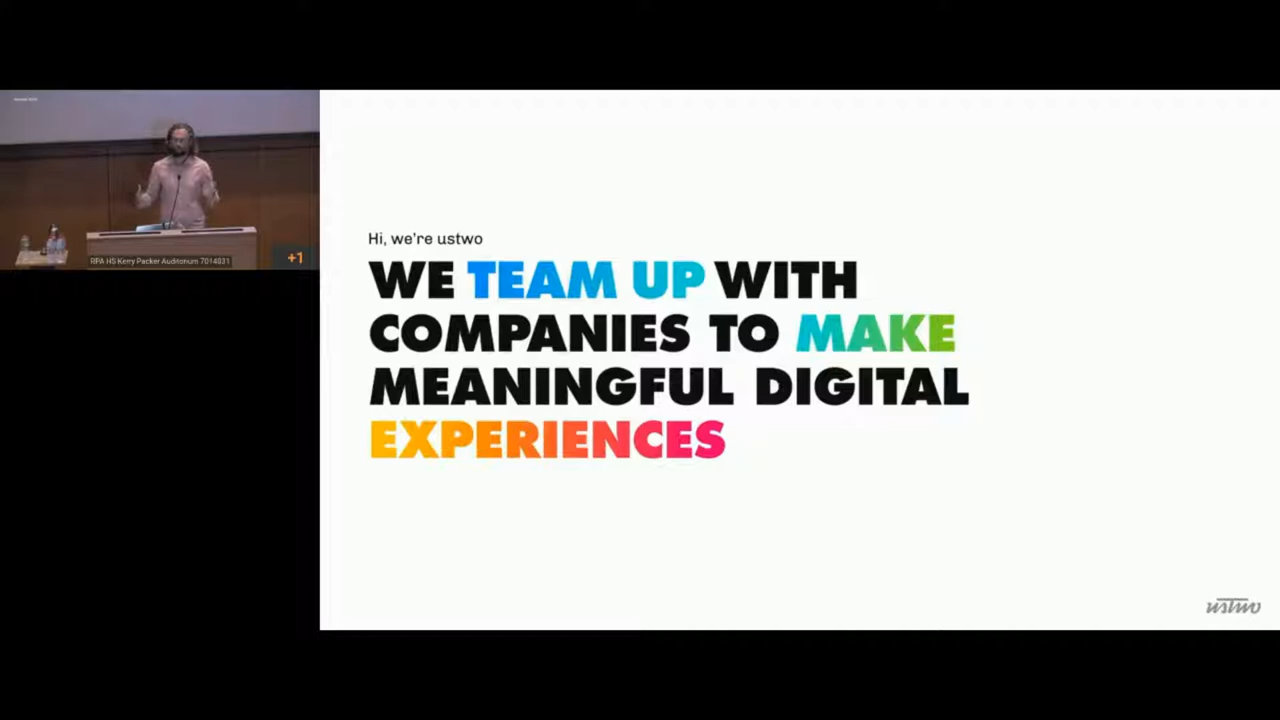 RPA HS Kerry Packer Auditorium 7014031
+1
Hi, we're ustwo
WE TEAM UP WITH
COMPANIES TO MAKE
MEANINGFUL DIGITAL
EXPERIENCES
ustwo